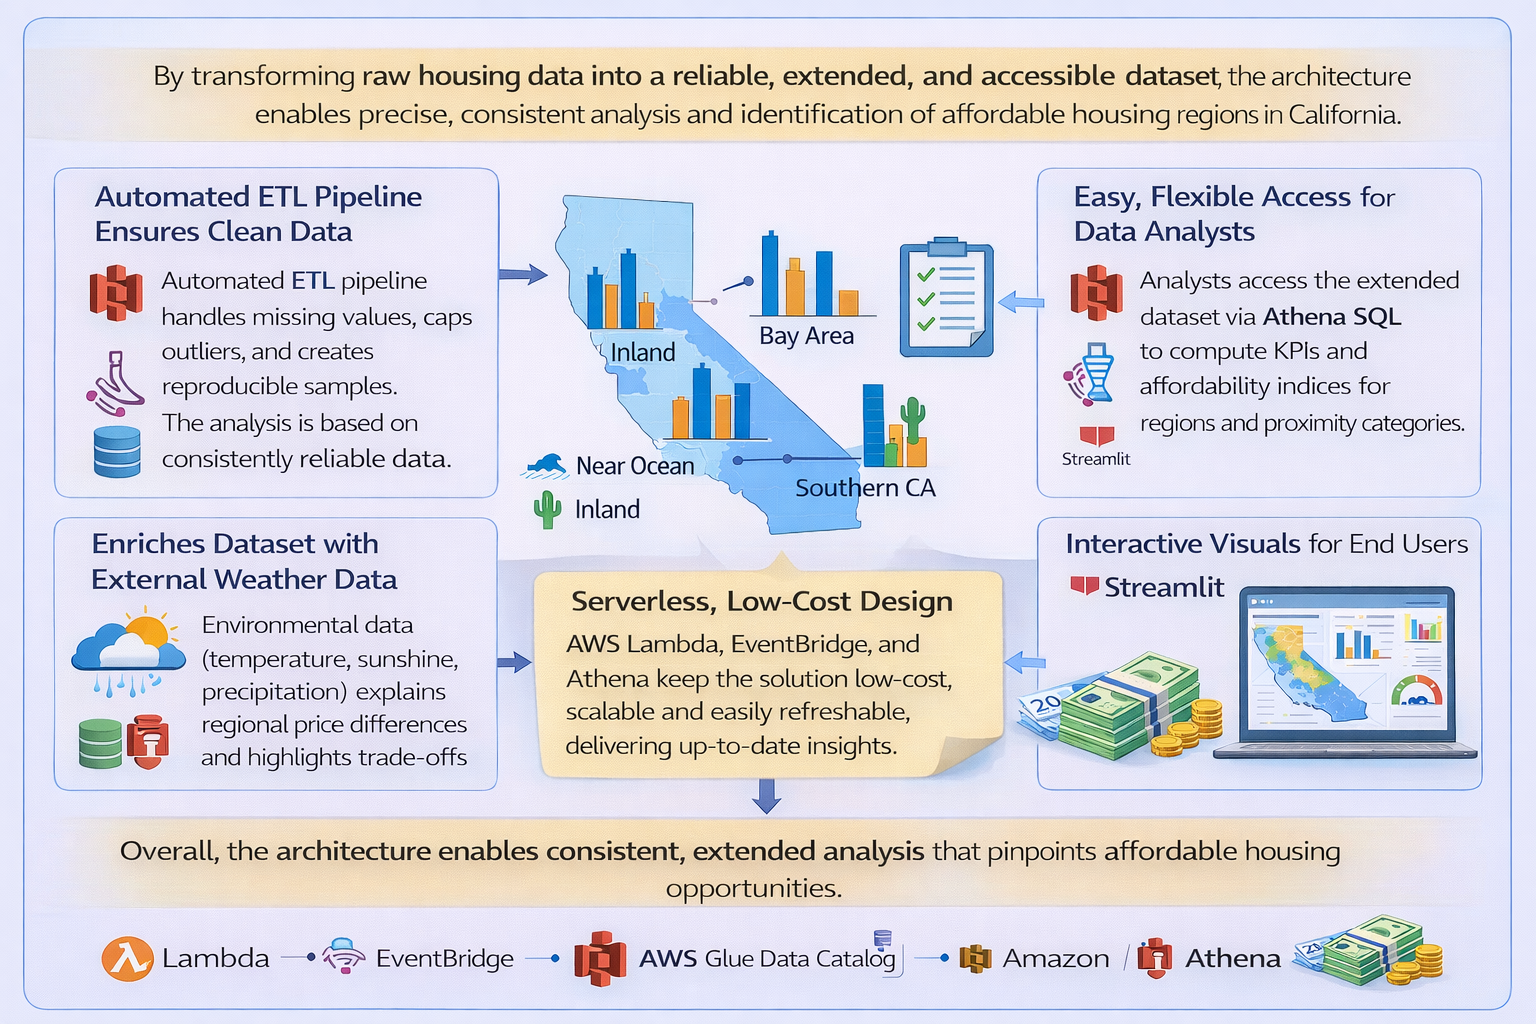 By transforming raw housing data into a reliable, extended, and accessible dataset, the architecture
enables precise, consistent analysis and identification of affordable housing regions in California.
Automated ETL Pipeline
Ensures Clean Data
Automated ETL pipeline
handles missing values, caps
outliers, and creates
reproducible samples.
The analysis is based on
consistently reliable data.
Inland
Bay Area
Near Ocean
Inland
Southern CA
Easy, Flexible Access for
Data Analysts
Analysts access the extended
dataset via Athena SQL
to compute KPIs and
affordability indices for
regions and proximity categories.
Streamlit
Enriches Dataset with
External Weather Data
Environmental data
(temperature, sunshine,
precipitation) explains
regional price differences
and highlights trade-offs
Serverless, Low-Cost Design
AWS Lambda, EventBridge, and
Athena keep the solution low-cost,
scalable and easily refreshable,
delivering up-to-date insights.
Interactive Visuals for End Users
Streamlit
20
Overall, the architecture enables consistent, extended analysis that pinpoints affordable housing
opportunities.
Lambda
EventBridge
AWS Glue Data Catalog
Amazon / Athena